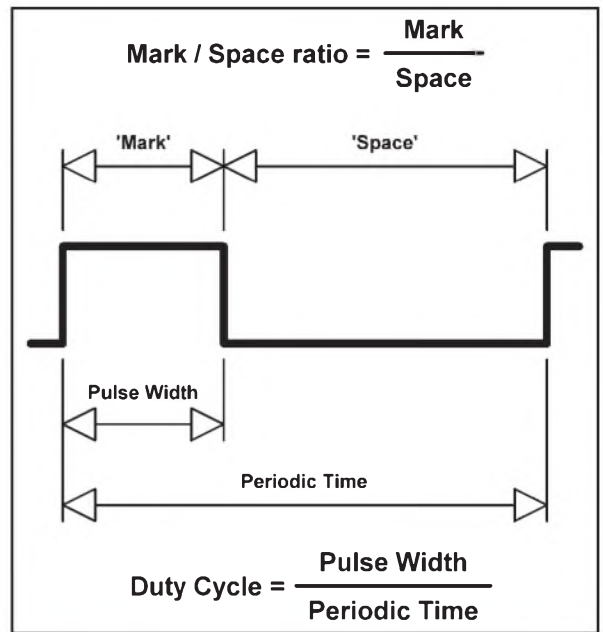 Mark / Space ratio = Mark
Space
'Mark' 'Space'
Pulse Width
Periodic Time
Duty Cycle = Pulse Width
Periodic Time